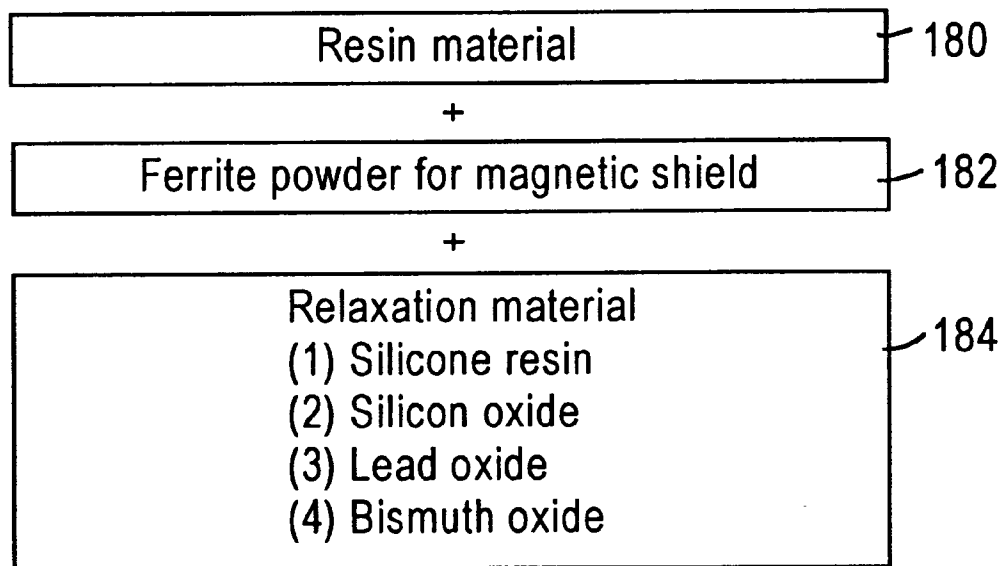 Resin material 180
+
Ferrite powder for magnetic shield 182
+
Relaxation material
(1) Silicone resin 184
(2) Silicon oxide
(3) Lead oxide
(4) Bismuth oxide